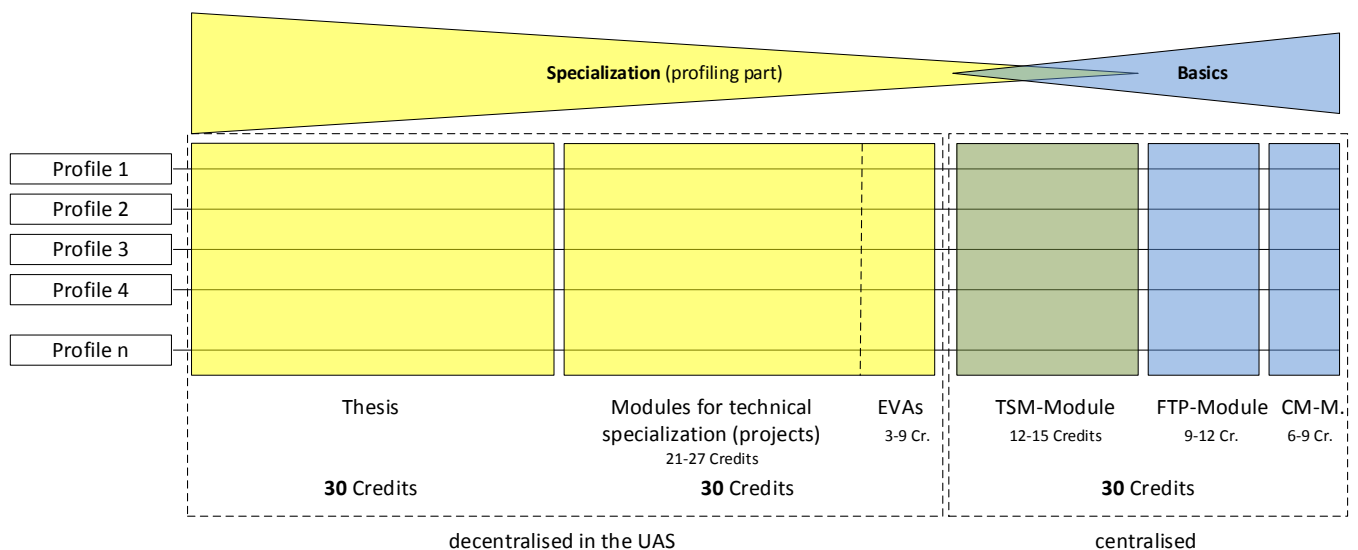 Specialization (profiling part)
Basics
Profile 1
Profile 2
Profile 3
Profile 4
Profile n
Thesis
30 Credits
Modules for technical
specialization (projects)
21-27 Credits
EVAs
3-9 Cr.
30 Credits
TSM-Module
12-15 Credits
FTP-Module
9-12 Cr.
CM-M.
6-9 Cr.
30 Credits
decentralised in the UAS
centralised